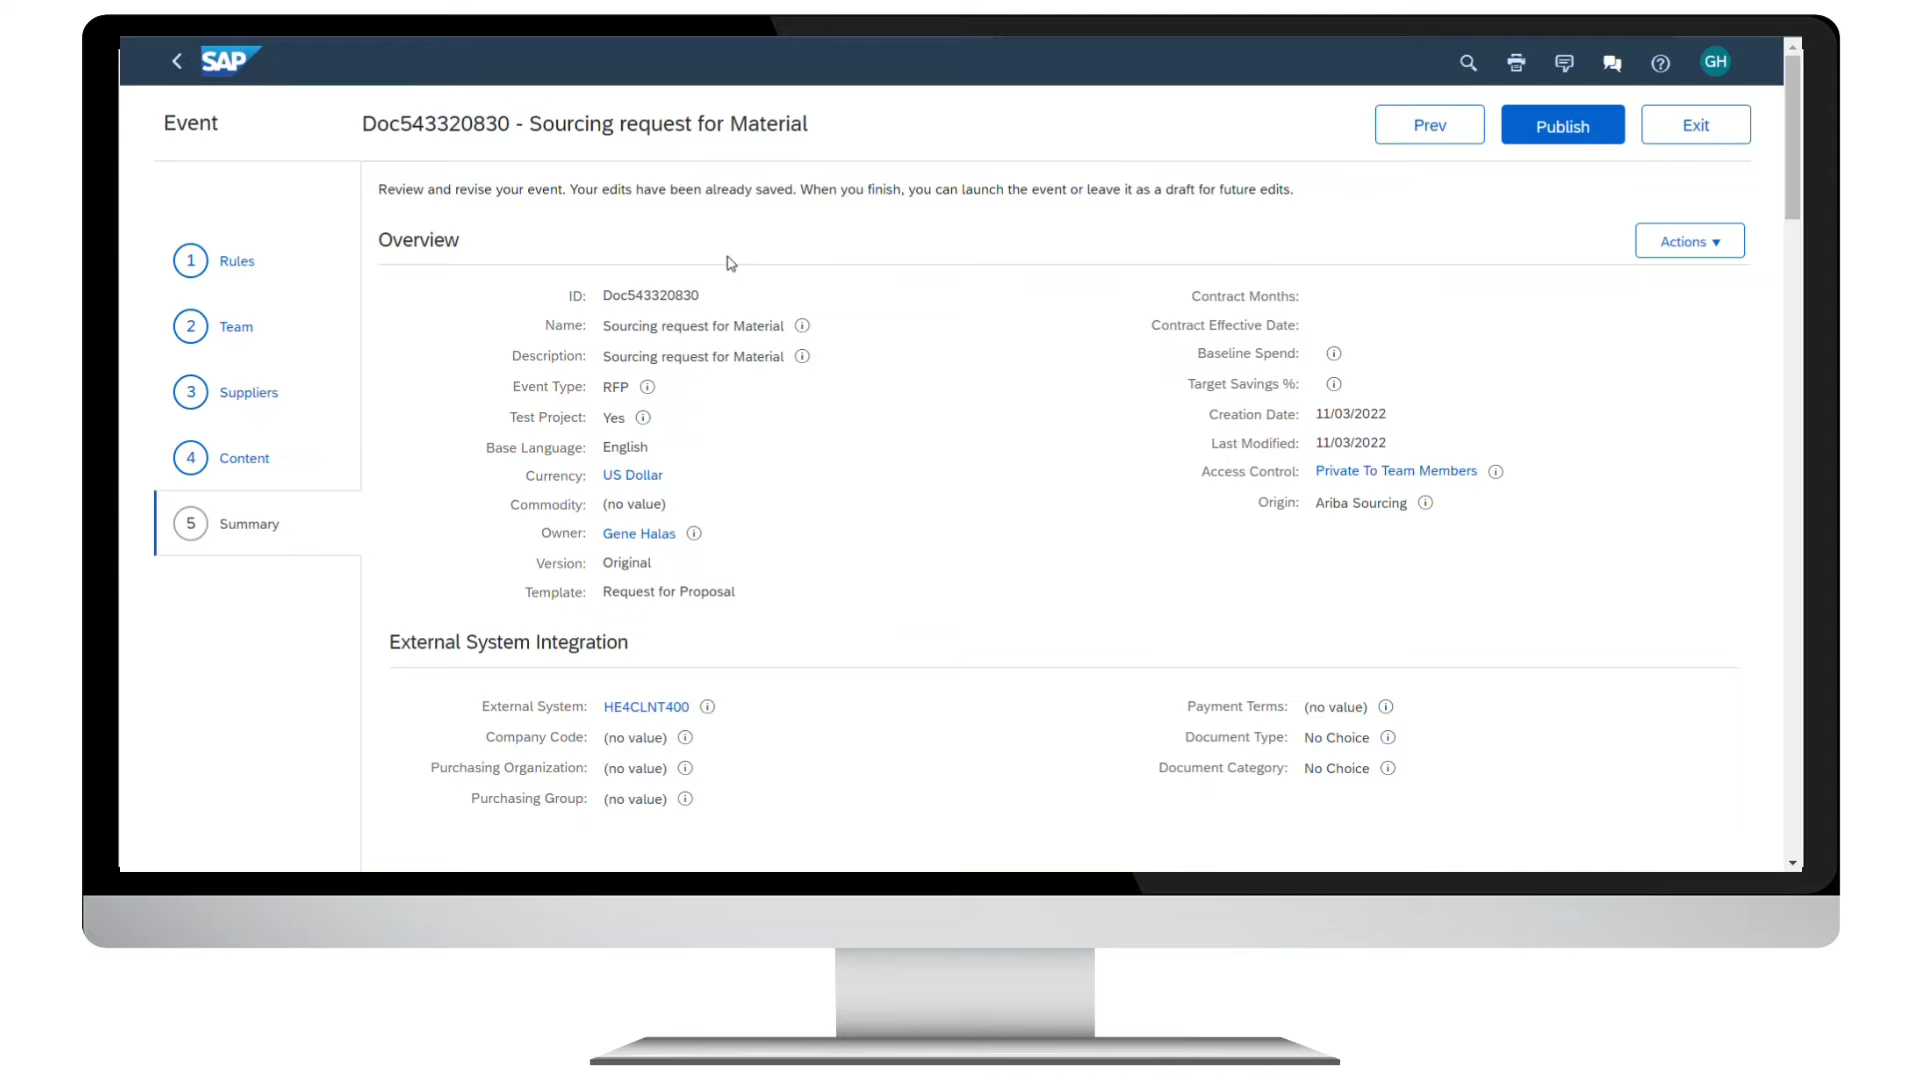 SAP
GH
Event
Doc543320830 - Sourcing request for Material
Prev
Publish
Exit
Review and revise your event. Your edits have been already saved. When you finish, you can launch the event or leave it as a draft for future edits.
1 Rules
2 Team
3 Suppliers
4 Content
5 Summary
Overview
Actions ▼
ID: Doc543320830
Name: Sourcing request for Material
Description: Sourcing request for Material
Event Type: RFP
Test Project: Yes
Base Language: English
Currency: US Dollar
Commodity: (no value)
Owner: Gene Halas
Version: Original
Template: Request for Proposal
Contract Months:
Contract Effective Date:
Baseline Spend:
Target Savings %:
Creation Date: 11/03/2022
Last Modified: 11/03/2022
Access Control: Private To Team Members
Origin: Ariba Sourcing
External System Integration
External System: HE4CLNT400
Company Code: (no value)
Purchasing Organization: (no value)
Purchasing Group: (no value)
Payment Terms: (no value)
Document Type: No Choice
Document Category: No Choice